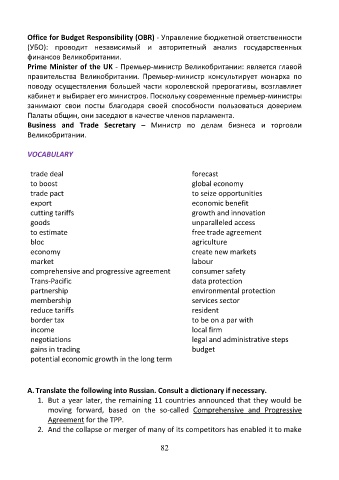 Office for Budget Responsibility (OBR) - Управление бюджетной ответственности
(УБО): проводит независимый и авторитетный анализ государственных
финансов Великобритании.
Prime Minister of the UK - Премьер-министр Великобритании: является главой
правительства Великобритании. Премьер-министр консультирует монарха по
поводу осуществления большей части королевской прерогативы, возглавляет
кабинет и выбирает его министров. Поскольку современные премьер-министры
занимают свои посты благодаря своей способности пользоваться доверием
Палаты общин, они заседают в качестве членов парламента.
Business and Trade Secretary – Министр по делам бизнеса и торговли
Великобритании.
VOCABULARY
trade deal
to boost
trade pact
export
cutting tariffs
goods
to estimate
bloc
economy
market
comprehensive and progressive agreement
Trans-Pacific
partnership
membership
reduce tariffs
border tax
income
negotiations
gains in trading
potential economic growth in the long term
forecast
global economy
to seize opportunities
economic benefit
growth and innovation
unparalleled access
free trade agreement
agriculture
create new markets
labour
consumer safety
data protection
environmental protection
services sector
resident
to be on a par with
local firm
legal and administrative steps
budget
A. Translate the following into Russian. Consult a dictionary if necessary.
1. But a year later, the remaining 11 countries announced that they would be
moving forward, based on the so-called Comprehensive and Progressive
Agreement for the TPP.
2. And the collapse or merger of many of its competitors has enabled it to make
82